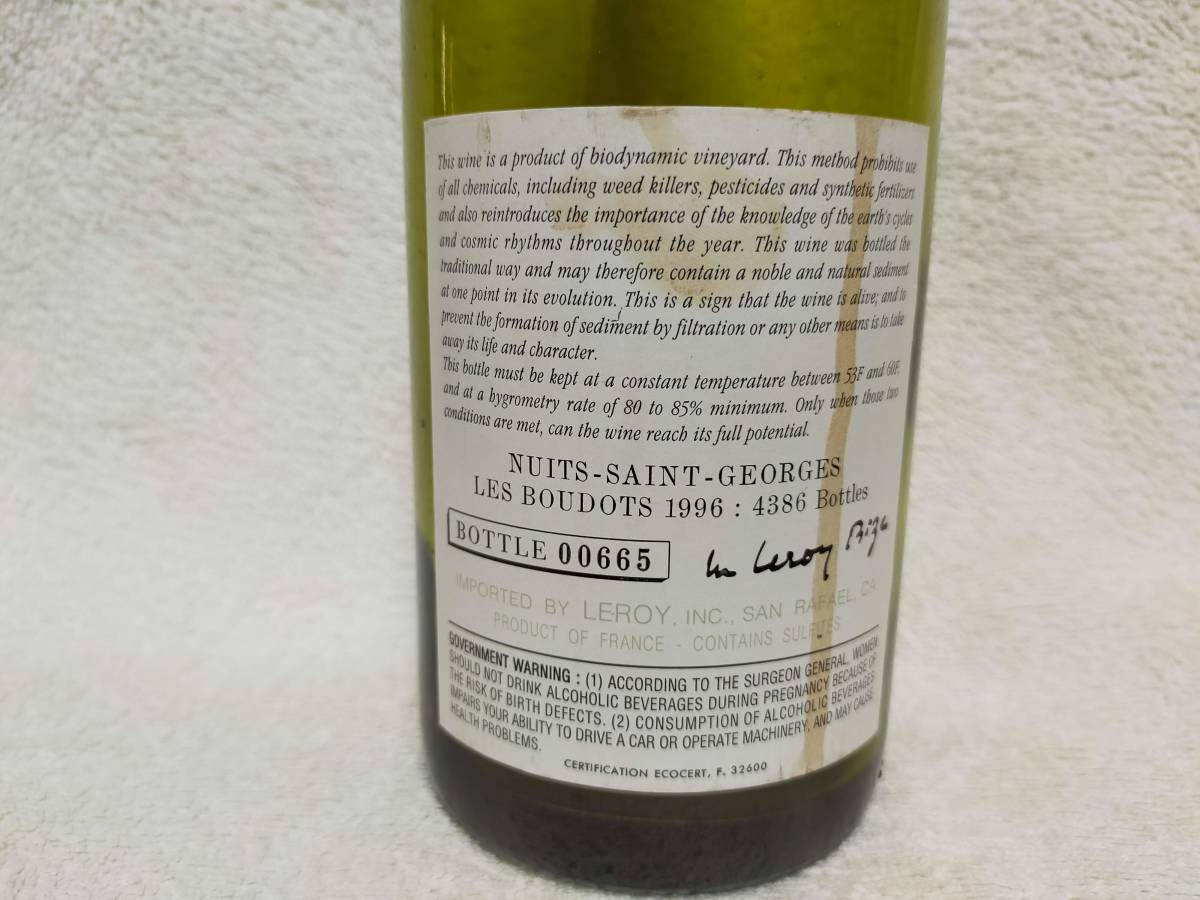 This wine is a product of biodynamic vineyard. This method prohibits use
of all chemicals, including weed killers, pesticides and synthetic fertilizers
and also reintroduces the importance of the knowledge of the earth's cycles
and cosmic rhythms throughout the year. This wine was bottled the
traditional way and may therefore contain a noble and natural sediment
at one point in its evolution. This is a sign that the wine is alive; and to
prevent the formation of sediment by filtration or any other means is to take
away its life and character.
This bottle must be kept at a constant temperature between 53F and 60F,
and at a hygrometry rate of 80 to 85% minimum. Only when those two
conditions are met, can the wine reach its full potential.
NUITS-SAINT-GEORGES
LES BOUDOTS 1996 : 4386 Bottles
BOTTLE 00665
Leroy Bize
IMPORTED BY LEROY, INC., SAN RAFAEL, CA
PRODUCT OF FRANCE - CONTAINS SULFITES
GOVERNMENT WARNING : (1) ACCORDING TO THE SURGEON GENERAL, WOMEN
SHOULD NOT DRINK ALCOHOLIC BEVERAGES DURING PREGNANCY BECAUSE OF
THE RISK OF BIRTH DEFECTS. (2) CONSUMPTION OF ALCOHOLIC BEVERAGES
IMPAIRS YOUR ABILITY TO DRIVE A CAR OR OPERATE MACHINERY, AND MAY CAUSE
HEALTH PROBLEMS.
CERTIFICATION ECOCERT, F. 32600